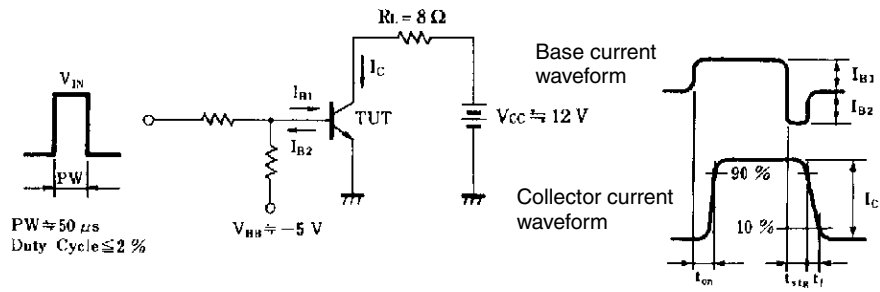 RL = 8 Ω
VIN
IC
IB1
TUT
IB2
VCC ≒ 12 V
PW
VBB ≒ −5 V
PW ≒ 50 μs
Duty Cycle ≦ 2 %
Base current
waveform
IB1
IB2
Collector current
waveform
90 %
10 %
IC
ton
tstg
tf